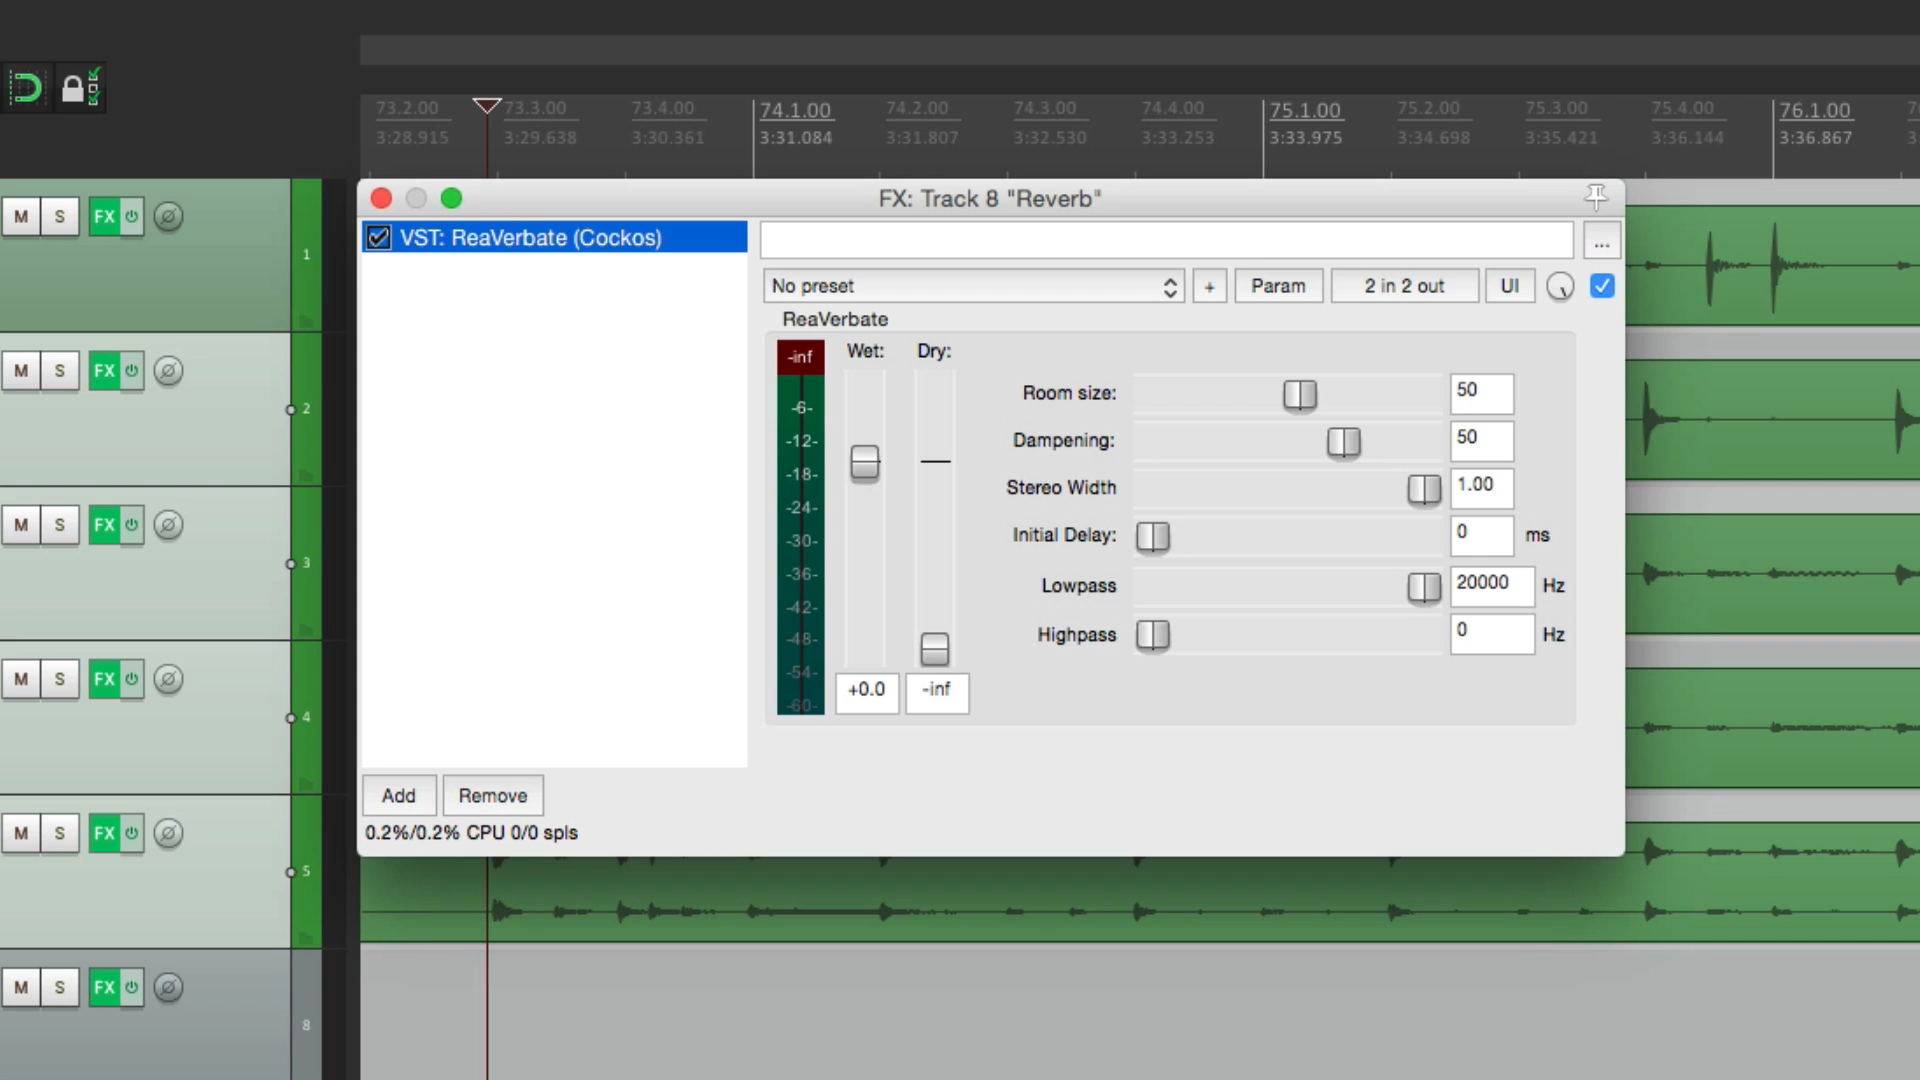 73.2.00 73.3.00 73.4.00 74.1.00 74.2.00 74.3.00 74.4.00 75.1.00 75.2.00 75.3.00 75.4.00 76.1.00
3:28.915 3:29.638 3:30.361 3:31.084 3:31.807 3:32.530 3:33.253 3:33.975 3:34.698 3:35.421 3:36.144 3:36.867
FX: Track 8 "Reverb"
M S FX
1
VST: ReaVerbate (Cockos)
...
No preset + Param 2 in 2 out UI
ReaVerbate
-inf Wet: Dry:
M S FX
2
Room size: 50
-6-
Dampening: 50
-12-
-18-
Stereo Width 1.00
-24-
M S FX
3
Initial Delay: 0 ms
-30-
-36-
Lowpass 20000 Hz
-42-
Highpass 0 Hz
-48-
-54-
M S FX
4
+0.0 -inf
-60-
Add Remove
0.2%/0.2% CPU 0/0 spls
M S FX
5
M S FX
8